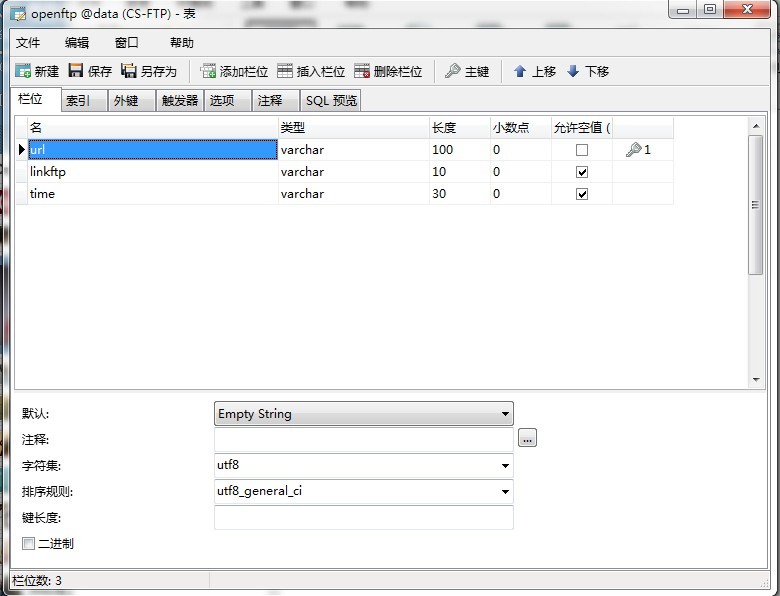 openftp @data (CS-FTP) - 表
文件 编辑 窗口 帮助
新建 保存 另存为 添加栏位 插入栏位 删除栏位 主键 上移 下移
栏位 索引 外键 触发器 选项 注释 SQL 预览
名 类型 长度 小数点 允许空值 (
url varchar 100 0 1
linkftp varchar 10 0
time varchar 30 0
默认: Empty String
注释: ...
字符集: utf8
排序规则: utf8_general_ci
键长度:
二进制
栏位数: 3